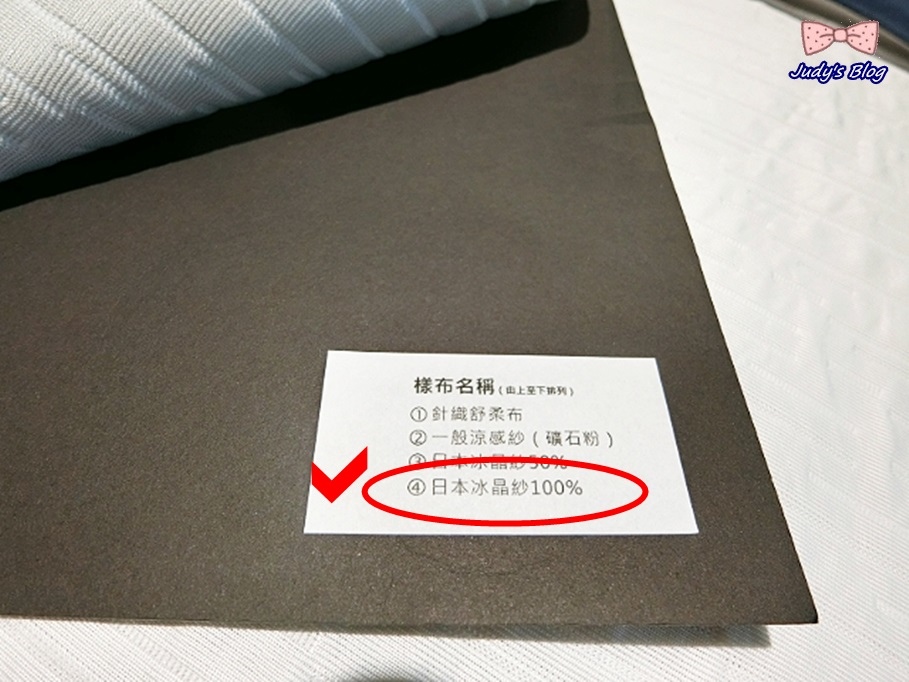 Judy's Blog
樣布名稱(由上至下排列)
①針織舒柔布
②一般涼感紗(礦石粉)
③日本冰晶紗50%
④日本冰晶紗100%